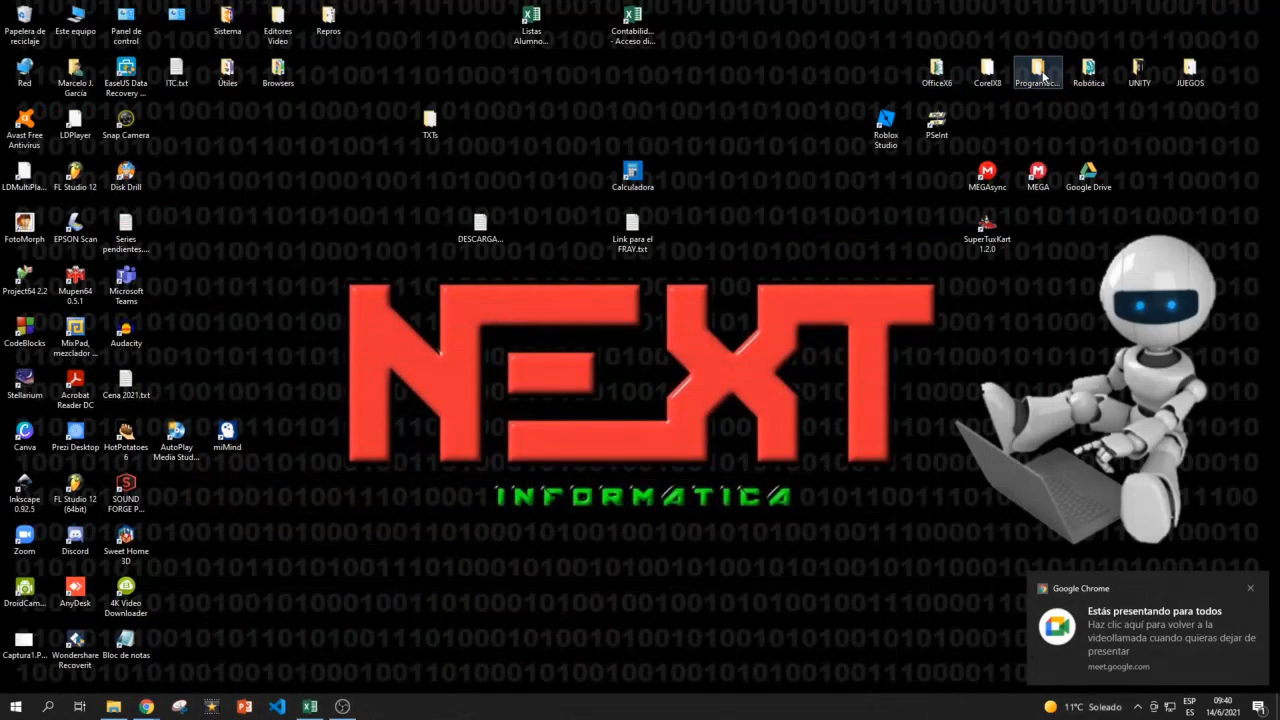 Papelera de
reciclaje
Este equipo
Panel de
control
Sistema
Editores
Video
Repros
Listas
Alumno...
Contabilid...
- Acceso di...
Red
Marcelo J.
García
EaseUS Data
Recovery ...
ITC.txt
Útiles
Browsers
OfficeX6
CorelX8
Programac...
Robótica
UNITY
JUEGOS
Avast Free
Antivirus
LDPlayer
Snap Camera
TXTs
Roblox
Studio
PSeInt
LDMultiPla...
FL Studio 12
Disk Drill
Calculadora
MEGAsync
MEGA
Google Drive
FotoMorph
EPSON Scan
Series
pendientes....
DESCARGA...
Link para el
FRAY.txt
SuperTuxKart
1.2.0
Project64 2.2
Mupen64
0.5.1
Microsoft
Teams
CodeBlocks
MixPad,
mezclador ...
Audacity
Stellarium
Acrobat
Reader DC
Cena 2021.txt
Canva
Prezi Desktop
HotPotatoes
6
AutoPlay
Media Stud...
miMind
Inkscape
0.92.5
FL Studio 12
(64bit)
SOUND
FORGE P...
Zoom
Discord
Sweet Home
3D
DroidCam...
AnyDesk
4K Video
Downloader
Captura1.P...
Wondershare
Recoverit
Bloc de notas
NEXT
INFORMATICA
Google Chrome
Estás presentando para todos
Haz clic aquí para volver a la
videollamada cuando quieras dejar de
presentar
meet.google.com
11°C Soleado
ESP
ES
09:40
14/6/2021